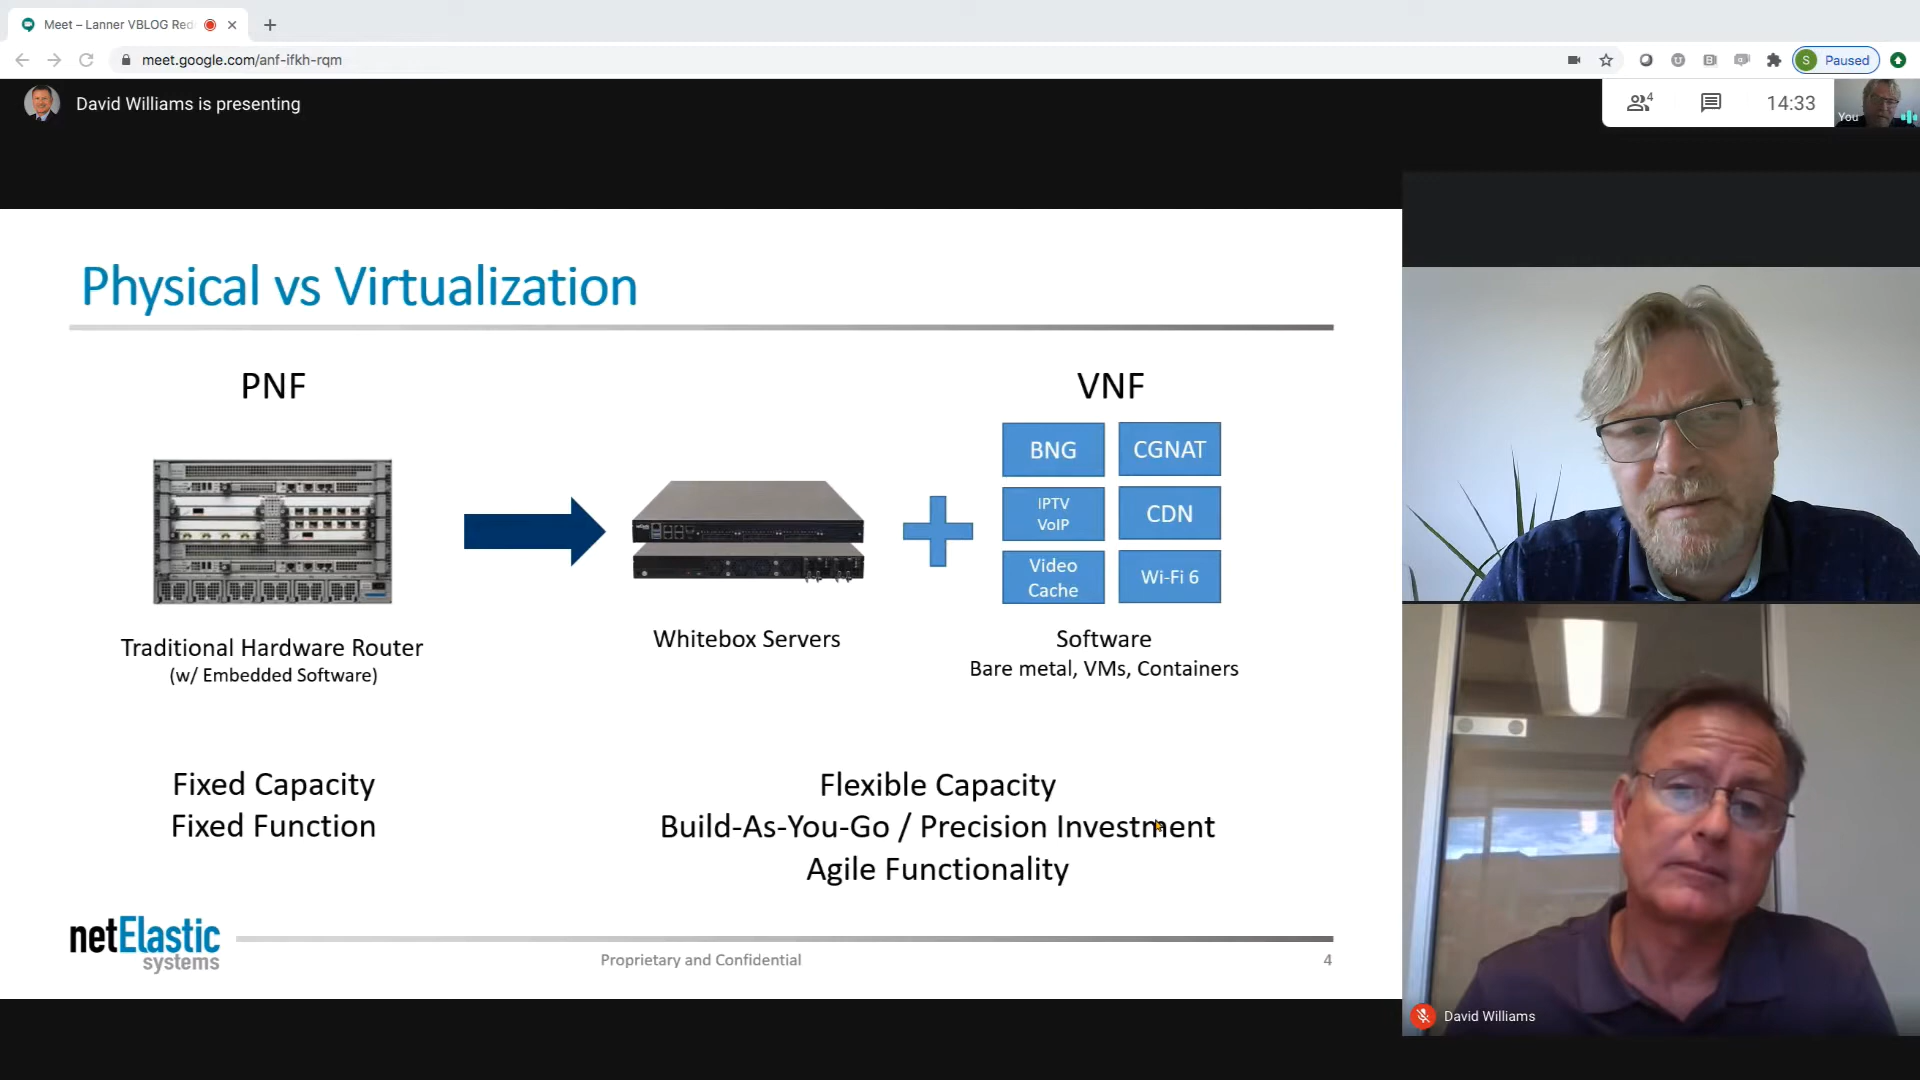 Meet – Lanner VBLOG Red
meet.google.com/anf-ifkh-rqm
S
Paused
David Williams is presenting
4
14:33
You
Physical vs Virtualization
PNF
VNF
BNG
CGNAT
IPTV
VoIP
CDN
Video
Cache
Wi-Fi 6
Traditional Hardware Router
(w/ Embedded Software)
Whitebox Servers
Software
Bare metal, VMs, Containers
Fixed Capacity
Fixed Function
Flexible Capacity
Build-As-You-Go / Precision Investment
Agile Functionality
netElastic
systems
Proprietary and Confidential
4
David Williams